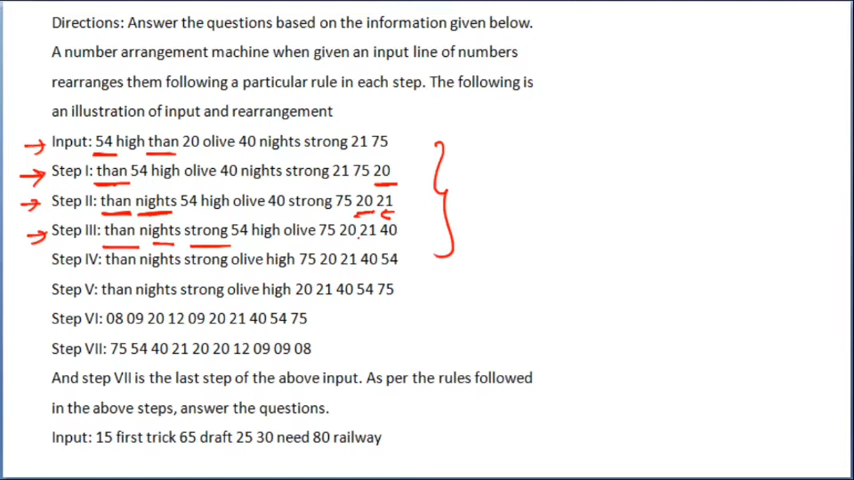 Directions: Answer the questions based on the information given below.
A number arrangement machine when given an input line of numbers
rearranges them following a particular rule in each step. The following is
an illustration of input and rearrangement
Input: 54 high than 20 olive 40 nights strong 21 75
Step I: than 54 high olive 40 nights strong 21 75 20
Step II: than nights 54 high olive 40 strong 75 20 21
Step III: than nights strong 54 high olive 75 20 21 40
Step IV: than nights strong olive high 75 20 21 40 54
Step V: than nights strong olive high 20 21 40 54 75
Step VI: 08 09 20 12 09 20 21 40 54 75
Step VII: 75 54 40 21 20 20 12 09 09 08
And step VII is the last step of the above input. As per the rules followed
in the above steps, answer the questions.
Input: 15 first trick 65 draft 25 30 need 80 railway